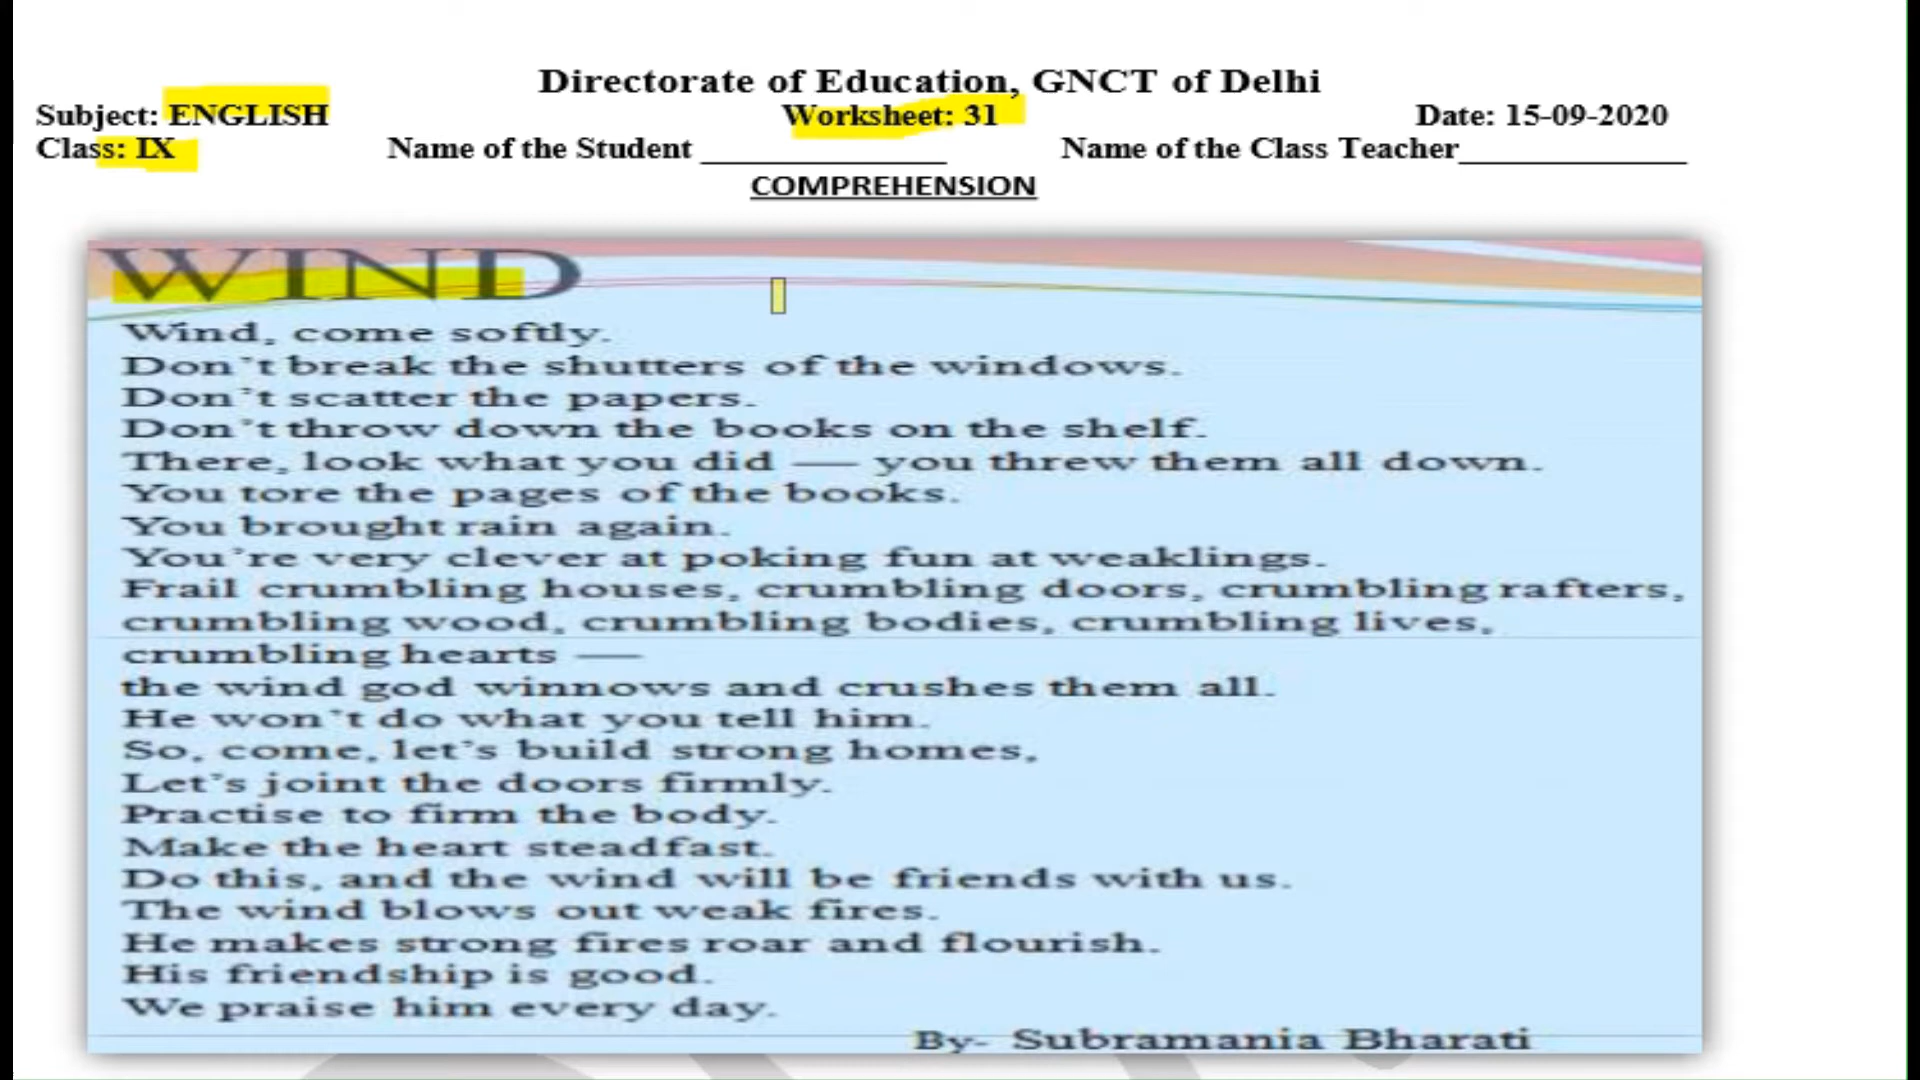 Directorate of Education, GNCT of Delhi
Subject: ENGLISH Worksheet: 31 Date: 15-09-2020
Class: IX Name of the Student ________________ Name of the Class Teacher_______________
COMPREHENSION
WIND
Wind, come softly.
Don't break the shutters of the windows.
Don't scatter the papers.
Don't throw down the books on the shelf.
There, look what you did — you threw them all down.
You tore the pages of the books.
You brought rain again.
You're very clever at poking fun at weaklings.
Frail crumbling houses, crumbling doors, crumbling rafters,
crumbling wood, crumbling bodies, crumbling lives,
crumbling hearts —
the wind god winnows and crushes them all.
He won't do what you tell him.
So, come, let's build strong homes,
Let's joint the doors firmly.
Practise to firm the body.
Make the heart steadfast.
Do this, and the wind will be friends with us.
The wind blows out weak fires.
He makes strong fires roar and flourish.
His friendship is good.
We praise him every day.
By- Subramania Bharati